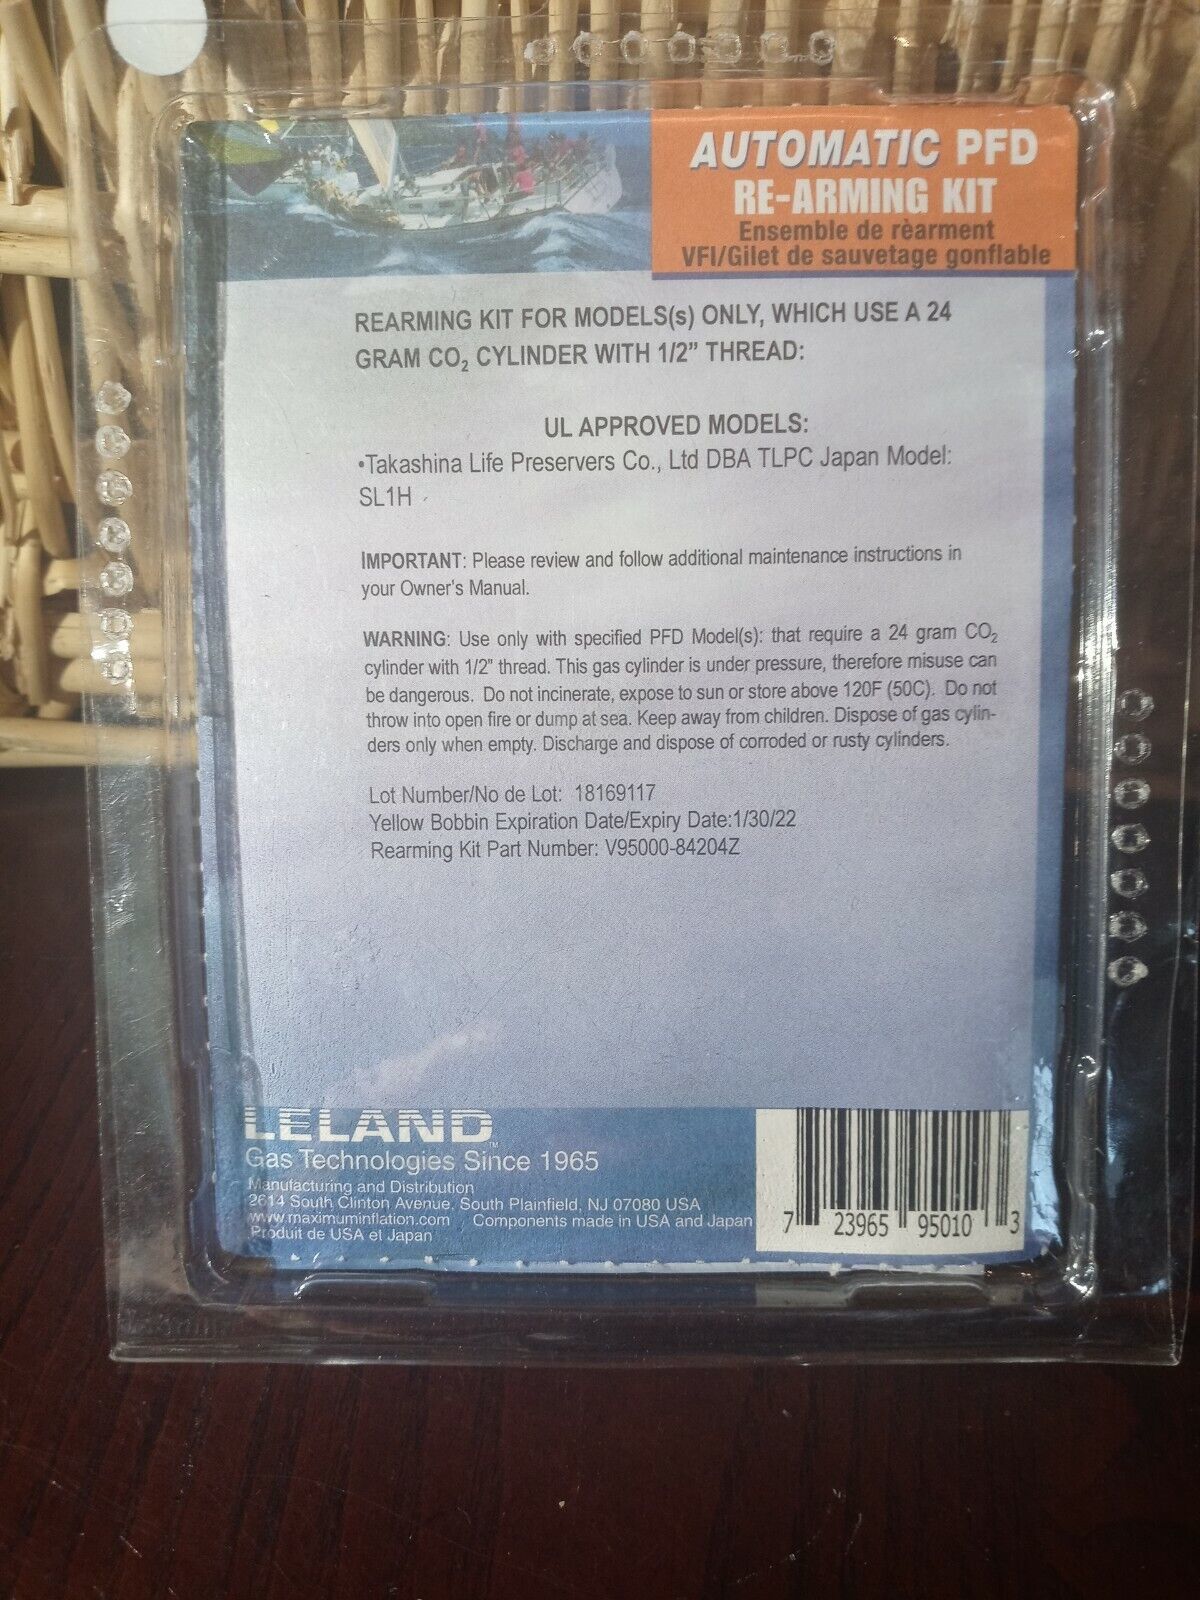 AUTOMATIC PFD
RE-ARMING KIT
Ensemble de rèarment
VFI/Gilet de sauvetage gonflable
REARMING KIT FOR MODELS(s) ONLY, WHICH USE A 24
GRAM CO₂ CYLINDER WITH 1/2" THREAD:
UL APPROVED MODELS:
•Takashina Life Preservers Co., Ltd DBA TLPC Japan Model:
SL1H
IMPORTANT: Please review and follow additional maintenance instructions in
your Owner's Manual.
WARNING: Use only with specified PFD Model(s): that require a 24 gram CO₂
cylinder with 1/2" thread. This gas cylinder is under pressure, therefore misuse can
be dangerous. Do not incinerate, expose to sun or store above 120F (50C). Do not
throw into open fire or dump at sea. Keep away from children. Dispose of gas cylin-
ders only when empty. Discharge and dispose of corroded or rusty cylinders.
Lot Number/No de Lot: 18169117
Yellow Bobbin Expiration Date/Expiry Date:1/30/22
Rearming Kit Part Number: V95000-84204Z
LELAND™
Gas Technologies Since 1965
Manufacturing and Distribution
2614 South Clinton Avenue, South Plainfield, NJ 07080 USA
www.maximuminflation.com Components made in USA and Japan
Produit de USA et Japan
7 23965 95010 3